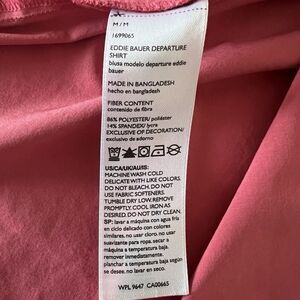 M / M
1699065
EDDIE BAUER DEPARTURE
SHIRT
blusa modelo departure eddie
bauer
MADE IN BANGLADESH
hecho en bangladesh
FIBER CONTENT
contenido de fibra
86% POLYESTER/ poliéster
14% SPANDEX/ lycra
EXCLUSIVE OF DECORATION/
exclusivo de adorno
US/CA/UK/AU/IS:
MACHINE WASH COLD
DELICATE WITH LIKE COLORS.
DO NOT BLEACH. DO NOT
USE FABRIC SOFTENERS.
TUMBLE DRY LOW. REMOVE
PROMPTLY. COOL IRON AS
DESIRED. DO NOT DRY CLEAN.
SP: lavar a máquina con agua fria
en ciclo delicado con colores
similares. no usar cloro. no usar
suavizante para ropa. secar a
máquina a temperatura baja.
remover inmediatamente.
planchar a temperatura baja según
se desee. no lavar en seco.
WPL 9647 CA00665